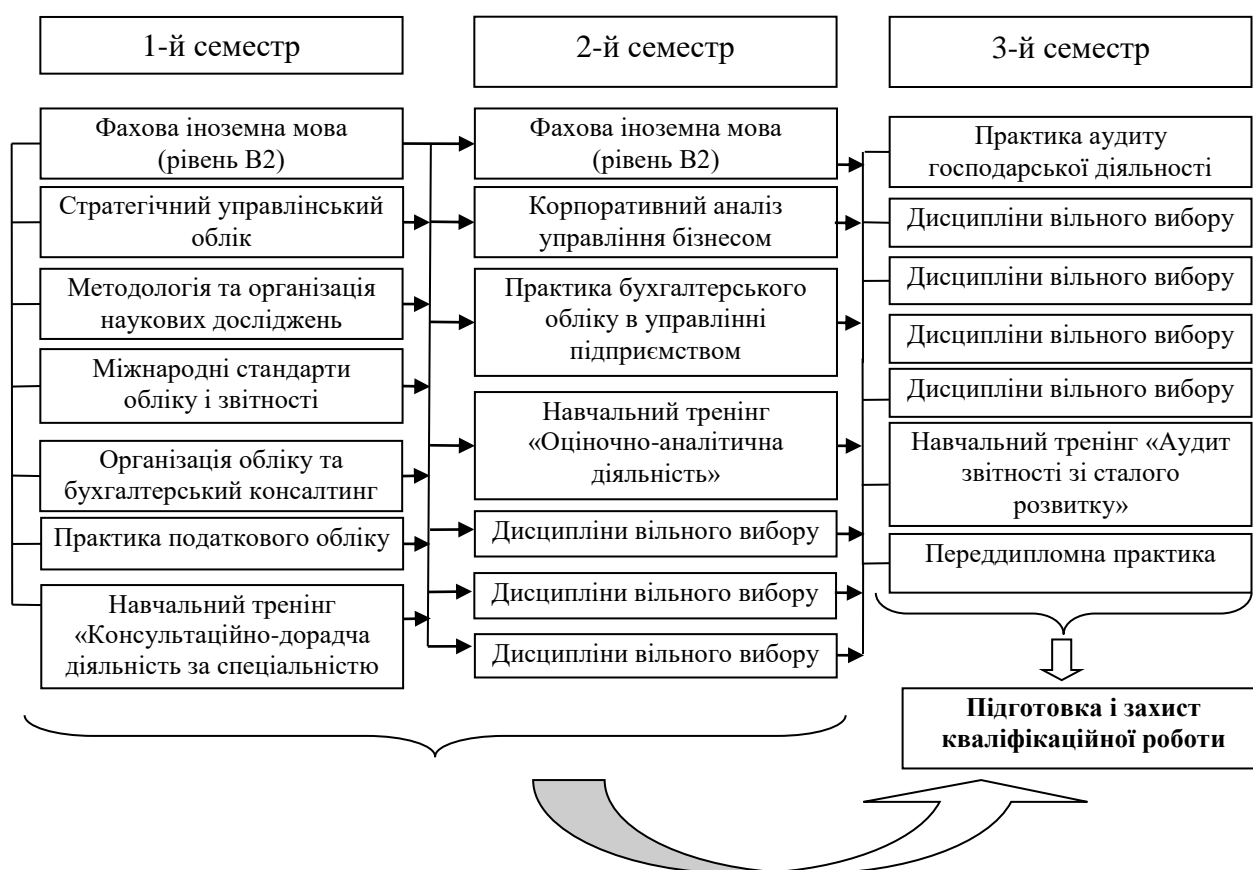 1-й семестр
2-й семестр
3-й семестр
Фахова іноземна мова
(рівень В2)
Стратегічний управлінський
облік
Методологія та організація
наукових досліджень
Міжнародні стандарти
обліку і звітності
Організація обліку та
бухгалтерський консалтинг
Практика податкового обліку
Навчальний тренінг
«Консультаційно-дорадча
діяльність за спеціальністю
Фахова іноземна мова
(рівень В2)
Корпоративний аналіз
управління бізнесом
Практика бухгалтерського
обліку в управлінні
підприємством
Навчальний тренінг
«Оціночно-аналітична
діяльність»
Дисципліни вільного вибору
Дисципліни вільного вибору
Дисципліни вільного вибору
Практика аудиту
господарської діяльності
Дисципліни вільного вибору
Дисципліни вільного вибору
Дисципліни вільного вибору
Дисципліни вільного вибору
Навчальний тренінг «Аудит
звітності зі сталого
розвитку»
Переддипломна практика
Підготовка і захист
кваліфікаційної роботи